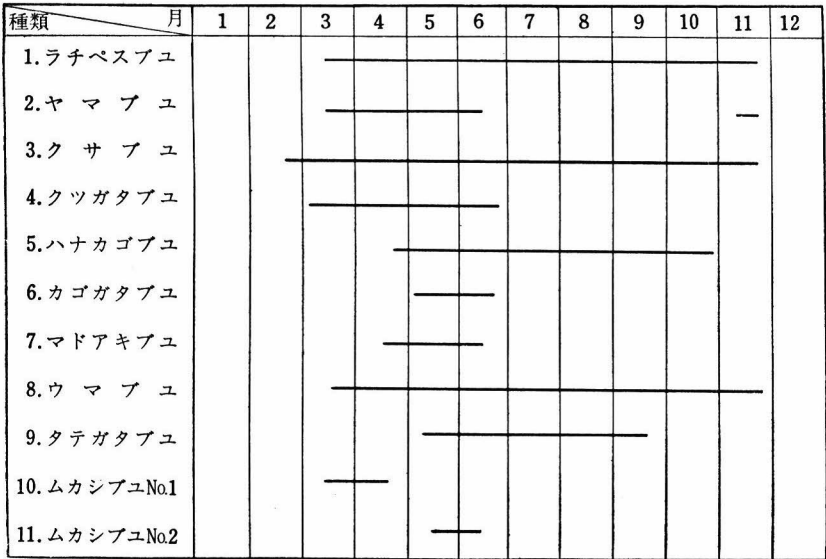 種類 月 1 2 3 4 5 6 7 8 9 10 11 12
1.ラチペスブユ
2.ヤマブユ
3.クサブユ
4.クツガタブユ
5.ハナカゴブユ
6.カゴガタブユ
7.マドアキブユ
8.ウマブユ
9.タテガタブユ
10.ムカシブユNo.1
11.ムカシブユNo.2